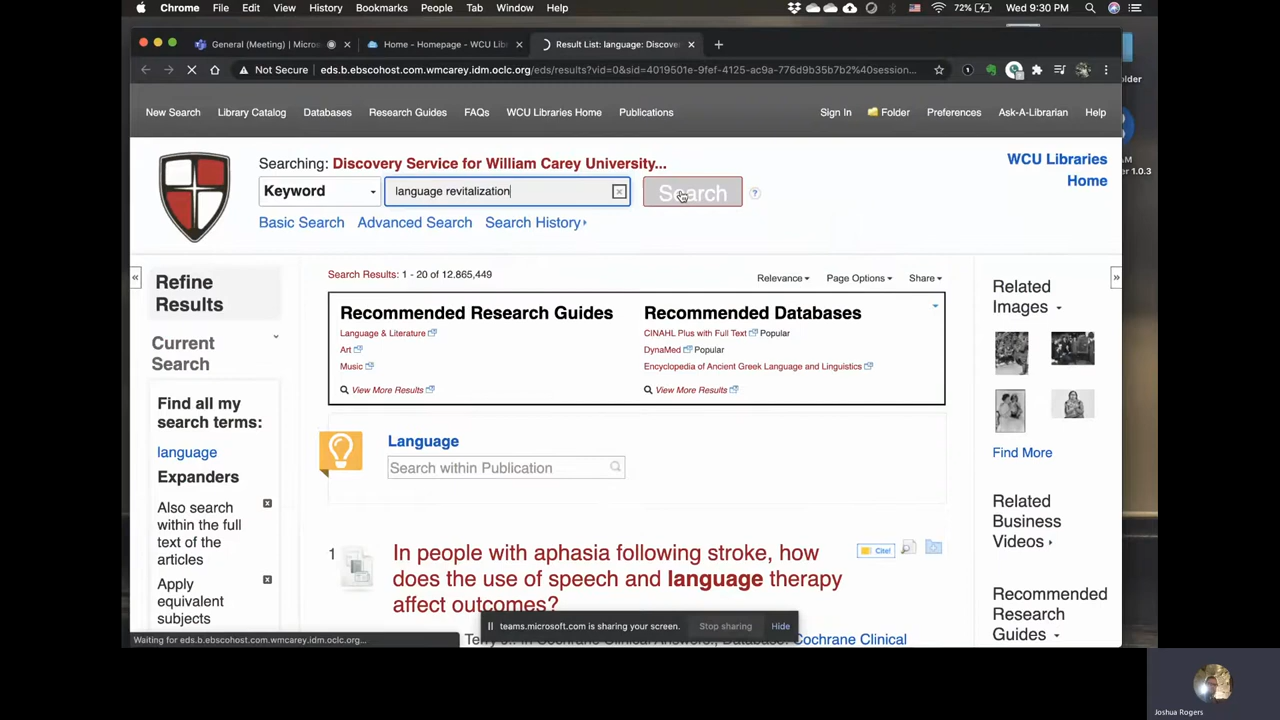 Chrome File Edit View History Bookmarks People Tab Window Help
72% Wed 9:30 PM
General (Meeting) | Micros
Home - Homepage - WCU Lib
Result List: language: Discove
Not Secure eds.b.ebscohost.com.wmcarey.idm.oclc.org/eds/results?vid=0&sid=4019501e-9fef-4125-ac9a-776d9b35b7b2%40session...
older
New Search Library Catalog Databases Research Guides FAQs WCU Libraries Home Publications Sign In Folder Preferences Ask-A-Librarian Help
AM
Searching: Discovery Service for William Carey University...
WCU Libraries
Home
1.0.3
Keyword
language revitalization
Search
Basic Search Advanced Search Search History
Refine
Results
Current
Search
Find all my
search terms:
language
Expanders
Also search
within the full
text of the
articles
Apply
equivalent
subjects
Search Results: 1 - 20 of 12,865,449
Relevance Page Options Share
Recommended Research Guides
Language & Literature
Art
Music
View More Results
Recommended Databases
CINAHL Plus with Full Text Popular
DynaMed Popular
Encyclopedia of Ancient Greek Language and Linguistics
View More Results
Language
Search within Publication
1
In people with aphasia following stroke, how
does the use of speech and language therapy
affect outcomes?
Cite!
Cochrane Clinical
Related
Images
Find More
Related
Business
Videos
Recommended
Research
Guides
teams.microsoft.com is sharing your screen. Stop sharing Hide
Waiting for eds.b.ebscohost.com.wmcarey.idm.oclc.org...
Joshua Rogers